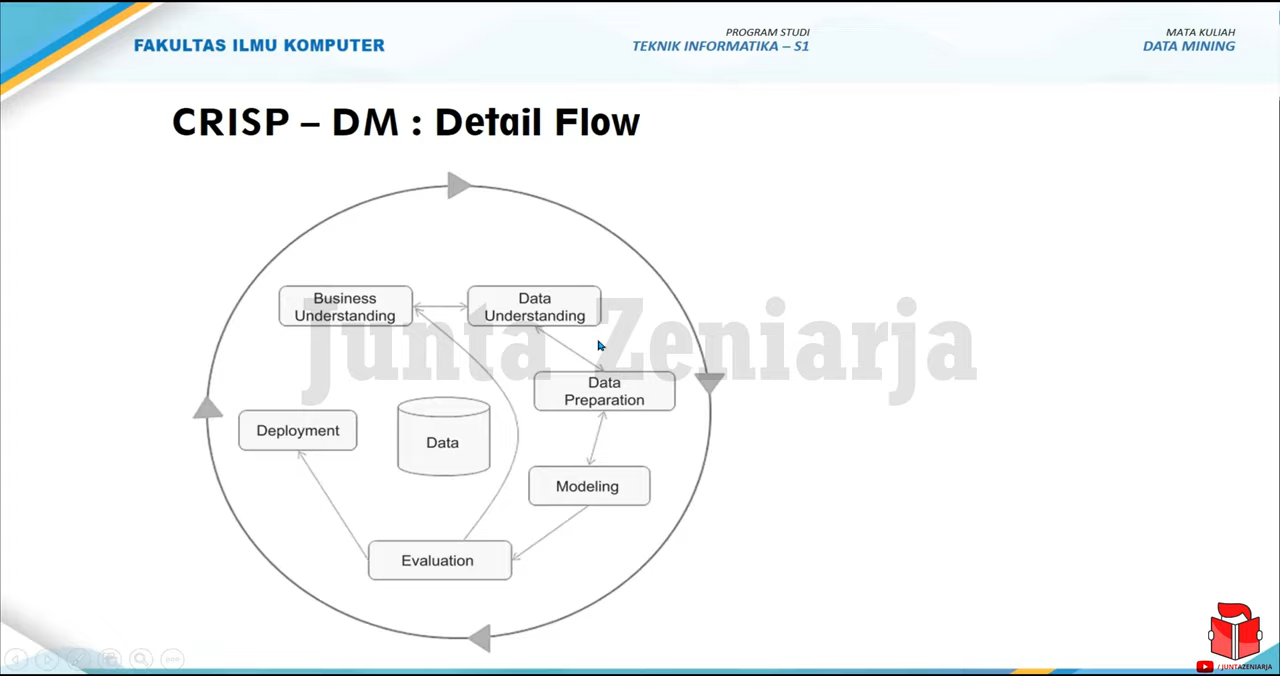 FAKULTAS ILMU KOMPUTER
PROGRAM STUDI
TEKNIK INFORMATIKA – S1
MATA KULIAH
DATA MINING
CRISP – DM : Detail Flow
Business
Understanding
Data
Understanding
Junta Zeniarja
Data
Preparation
Deployment
Data
Modeling
Evaluation
/ JUNTAZENIARJA